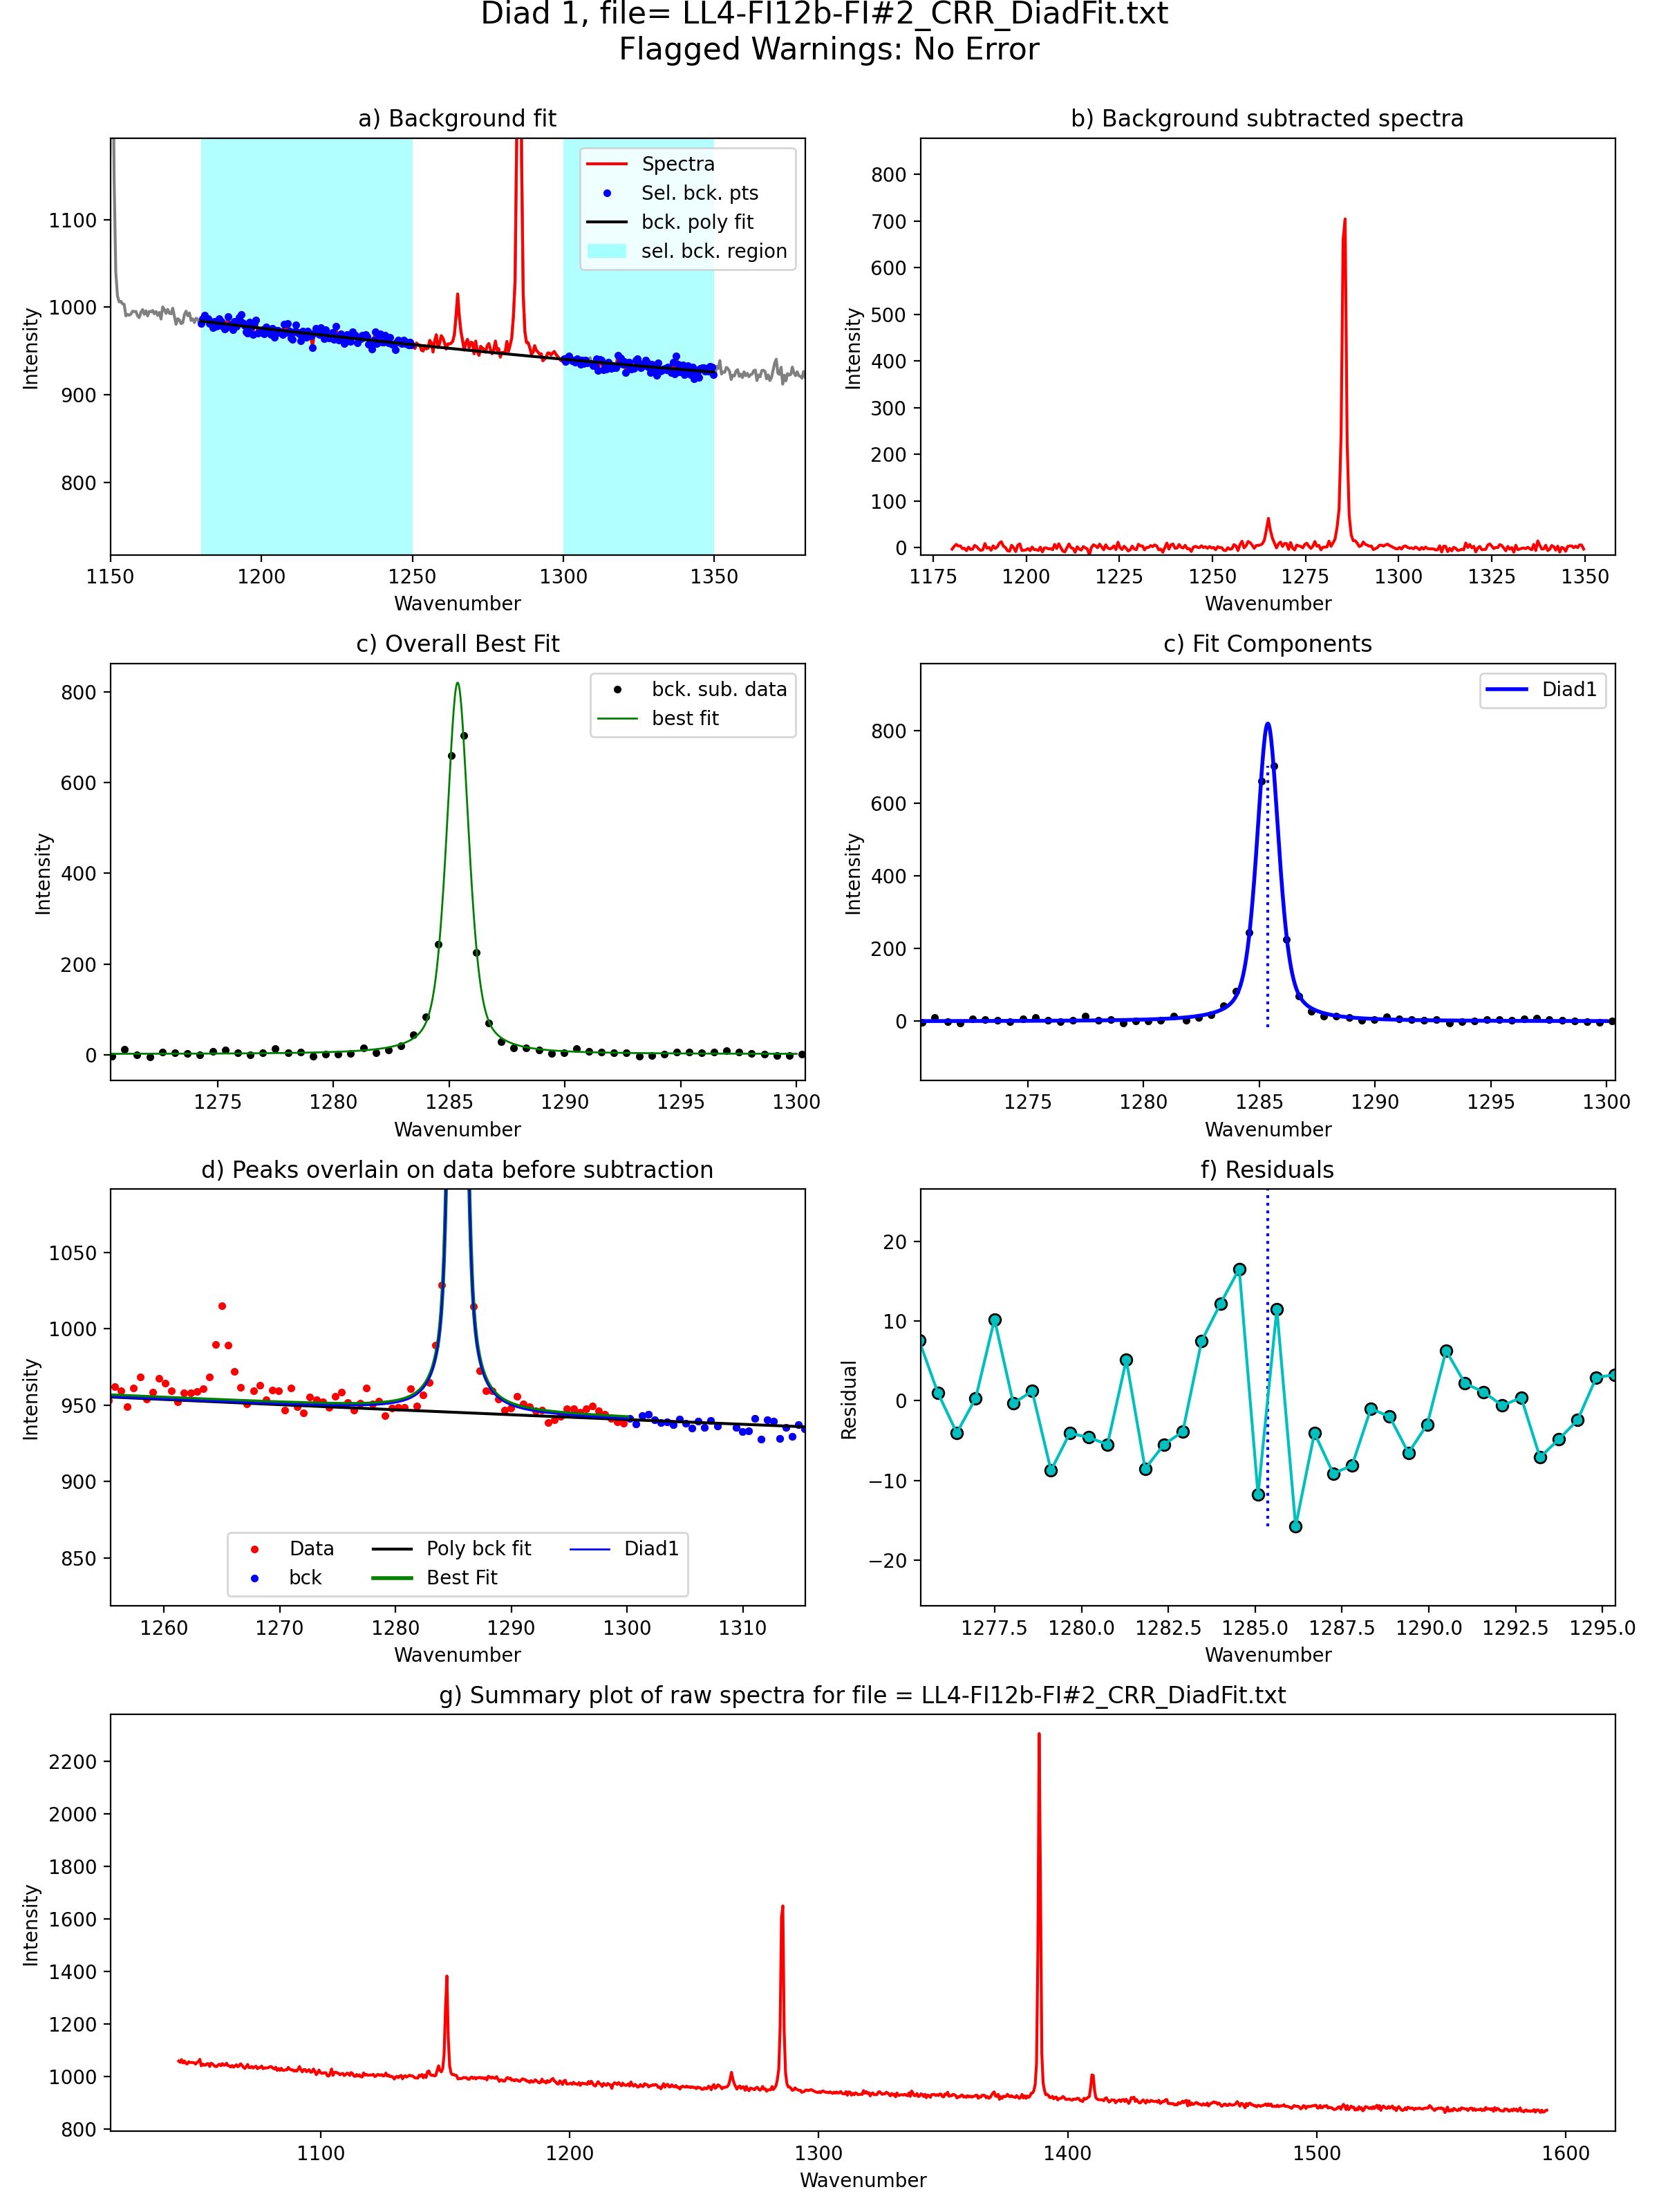 Diad 1, file= LL4-FI12b-FI#2_CRR_DiadFit.txt
Flagged Warnings: No Error
a) Background fit
Intensity
1100
1000
900
800
Spectra
Sel. bck. pts
bck. poly fit
sel. bck. region
1150 1200 1250 1300 1350
Wavenumber
b) Background subtracted spectra
Intensity
800
700
600
500
400
300
200
100
0
1175 1200 1225 1250 1275 1300 1325 1350
Wavenumber
c) Overall Best Fit
Intensity
800
600
400
200
0
bck. sub. data
best fit
1275 1280 1285 1290 1295 1300
Wavenumber
c) Fit Components
Intensity
800
600
400
200
0
Diad1
1275 1280 1285 1290 1295 1300
Wavenumber
d) Peaks overlain on data before subtraction
Intensity
1050
1000
950
900
850
Data Poly bck fit Diad1
bck Best Fit
1260 1270 1280 1290 1300 1310
Wavenumber
f) Residuals
Residual
20
10
0
−10
−20
1277.5 1280.0 1282.5 1285.0 1287.5 1290.0 1292.5 1295.0
Wavenumber
g) Summary plot of raw spectra for file = LL4-FI12b-FI#2_CRR_DiadFit.txt
Intensity
2200
2000
1800
1600
1400
1200
1000
800
1100 1200 1300 1400 1500 1600
Wavenumber